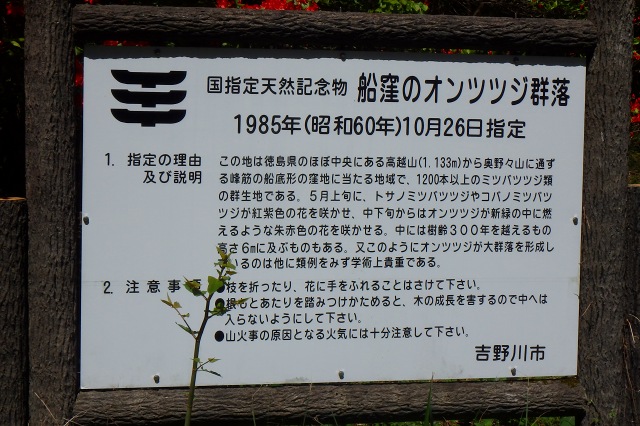 国指定天然記念物 船窪のオンツツジ群落
1985年(昭和60年)10月26日指定
1. 指定の理由及び説明
この地は徳島県のほぼ中央にある高越山(1.133m)から奥野々山に通ず
る峰筋の船底形の窪地に当たる地域で、1200本以上のミツバツツジ類
の群生地である。5月上旬に、トサノミツバツツジやコバノミツバツ
ツジが紅紫色の花を咲かせ、中下旬からはオンツツジが新緑の中に燃
えるような朱赤色の花を咲かせる。中には樹齢300年を越えるもの
高さ6mに及ぶものもある。又このようにオンツツジが大群落を形成し
いるのは他に類例をみず学術上貴重である。
2. 注意事
枝を折ったり、花に手をふれることはさけて下さい。
●根もとあたりを踏みつけかためると、木の成長を害するので中へは
入らないようにして下さい。
●山火事の原因となる火気には十分注意して下さい。
吉野川市